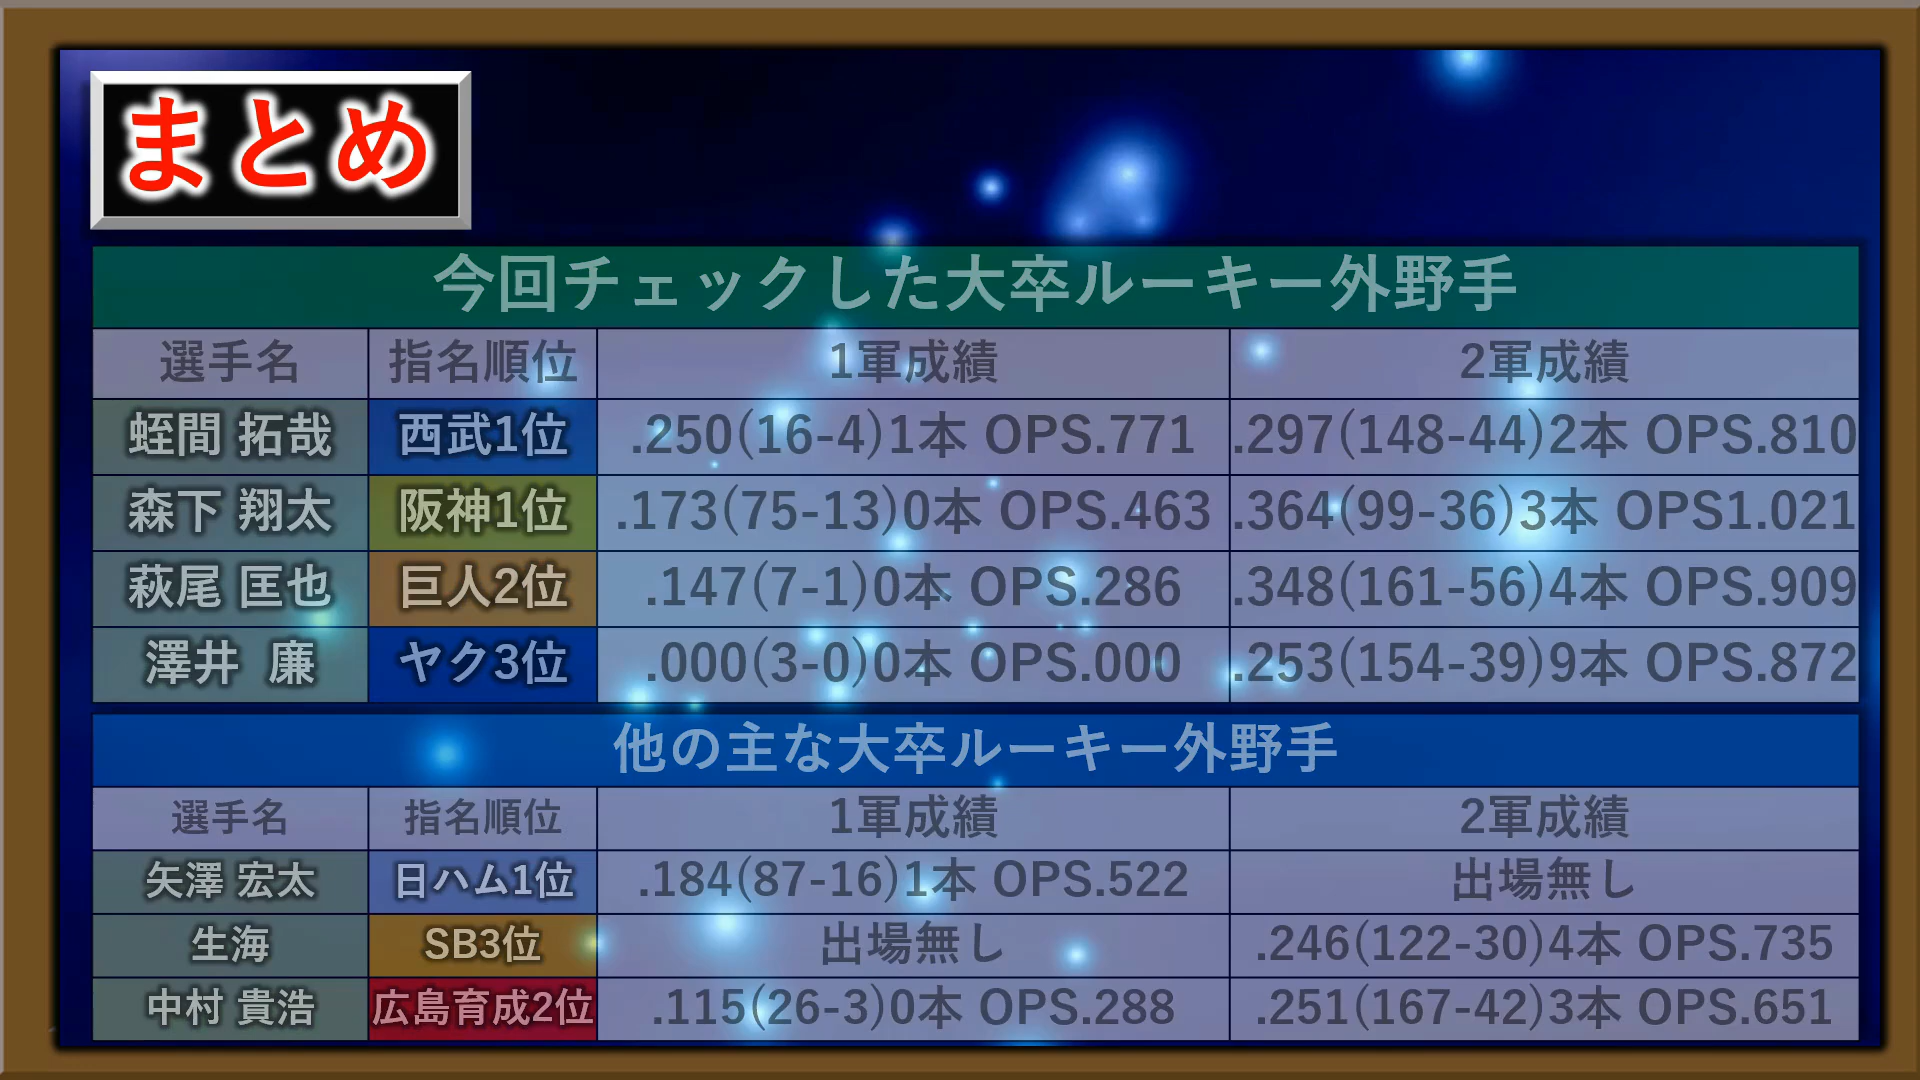 まとめ
今回チェックした大卒ルーキー外野手
選手名 指名順位 1軍成績 2軍成績
蛭間 拓哉 西武1位 .250(16-4)1本 OPS.771 .297(148-44)2本 OPS.810
森下 翔太 阪神1位 .173(75-13)0本 OPS.463 .364(99-36)3本 OPS1.021
萩尾 匡也 巨人2位 .147(7-1)0本 OPS.286 .348(161-56)4本 OPS.909
澤井 廉 ヤク3位 .000(3-0)0本 OPS.000 .253(154-39)9本 OPS.872
他の主な大卒ルーキー外野手
選手名 指名順位 1軍成績 2軍成績
矢澤 宏太 日ハム1位 .184(87-16)1本 OPS.522 出場無し
生海 SB3位 出場無し .246(122-30)4本 OPS.735
中村 貴浩 広島育成2位 .115(26-3)0本 OPS.288 .251(167-42)3本 OPS.651